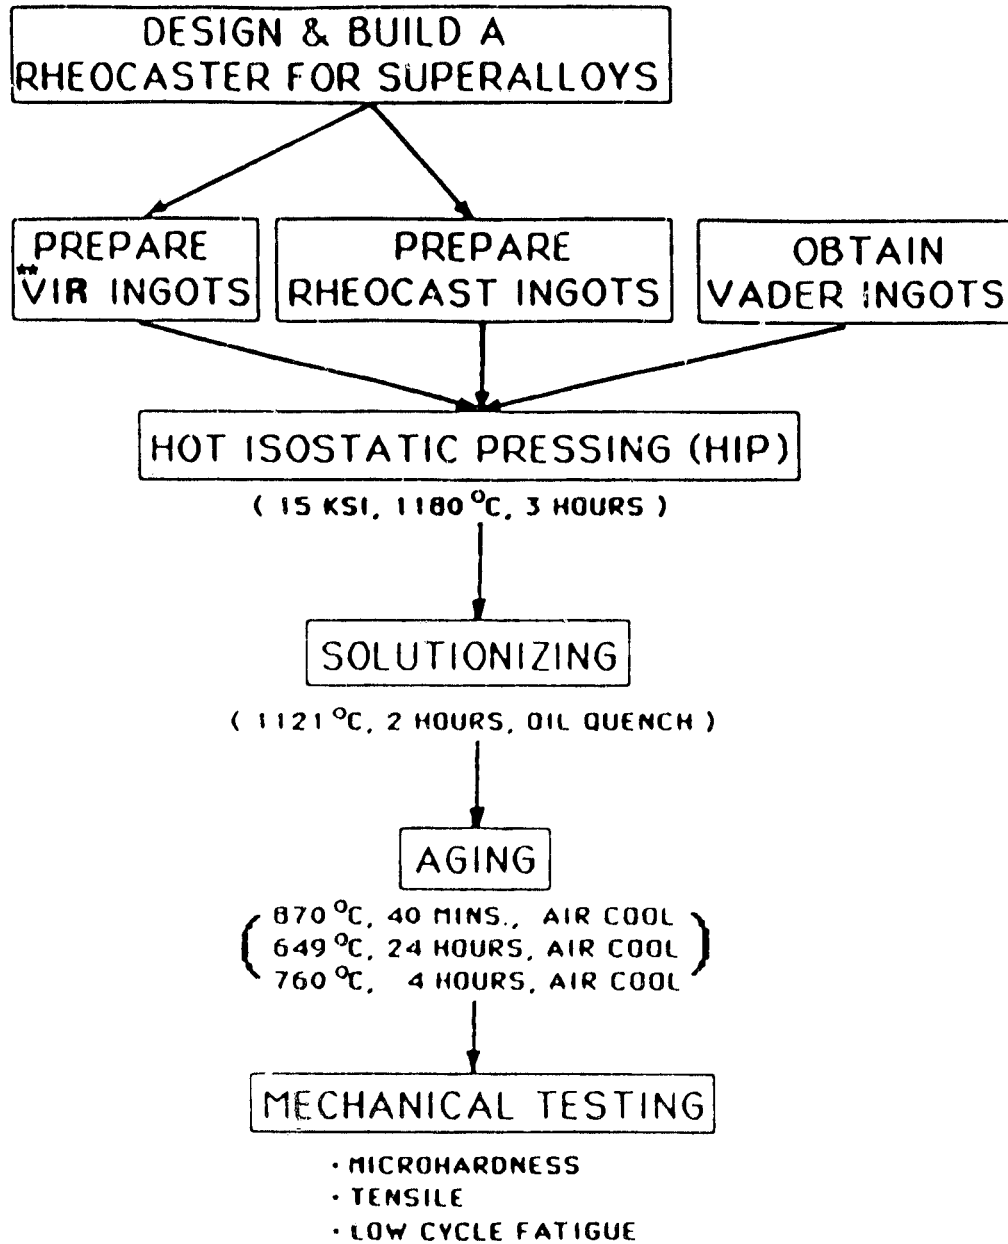 DESIGN & BUILD A
RHEOCASTER FOR SUPERALLOYS
PREPARE
**VIR INGOTS
PREPARE
RHEOCAST INGOTS
OBTAIN
VADER INGOTS
HOT ISOSTATIC PRESSING (HIP)
( 15 KSI, 1180 °C, 3 HOURS )
SOLUTIONIZING
( 1121 °C, 2 HOURS, OIL QUENCH )
AGING
870 °C, 40 MINS., AIR COOL
649 °C, 24 HOURS, AIR COOL
760 °C, 4 HOURS, AIR COOL
MECHANICAL TESTING
· MICROHARDNESS
· TENSILE
· LOW CYCLE FATIGUE